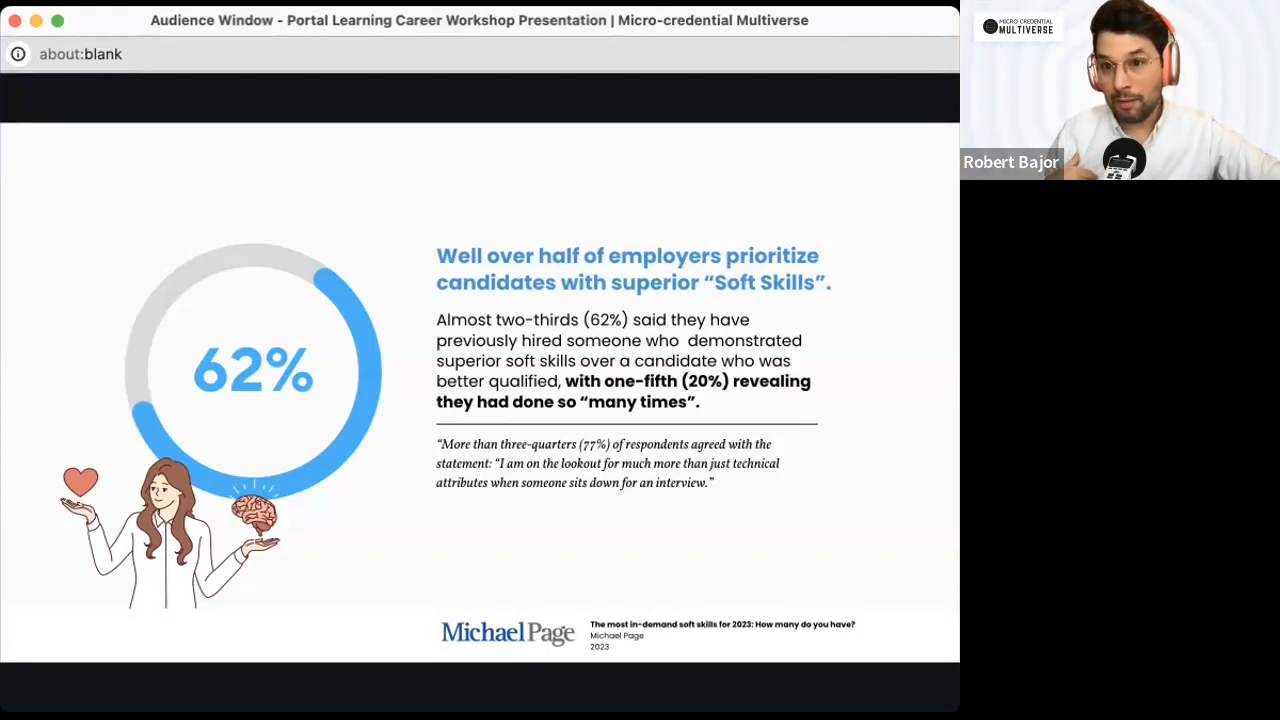 Audience Window - Portal Learning Career Workshop Presentation | Micro-credential Multiverse
about:blank
MICRO-CREDENTIAL
MULTIVERSE
Robert Bajor
62%
Well over half of employers prioritize
candidates with superior “Soft Skills”.
Almost two-thirds (62%) said they have
previously hired someone who demonstrated
superior soft skills over a candidate who was
better qualified, with one-fifth (20%) revealing
they had done so “many times”.
“More than three-quarters (77%) of respondents agreed with the
statement: “I am on the lookout for much more than just technical
attributes when someone sits down for an interview.”
Michael Page
The most in-demand soft skills for 2023: How many do you have?
Michael Page
2023